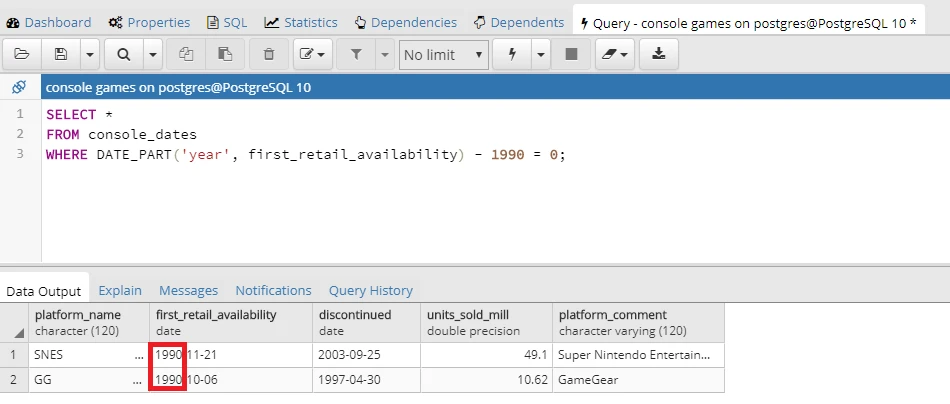 Dashboard Properties SQL Statistics Dependencies Dependents Query - console games on postgres@PostgreSQL 10 *
No limit
console games on postgres@PostgreSQL 10
1 SELECT *
2 FROM console_dates
3 WHERE DATE_PART('year', first_retail_availability) - 1990 = 0;
Data Output Explain Messages Notifications Query History
platform_name first_retail_availability discontinued units_sold_mill platform_comment
character (120) date date double precision character varying (120)
1 SNES ... 1990-11-21 2003-09-25 49.1 Super Nintendo Entertain...
2 GG ... 1990-10-06 1997-04-30 10.62 GameGear